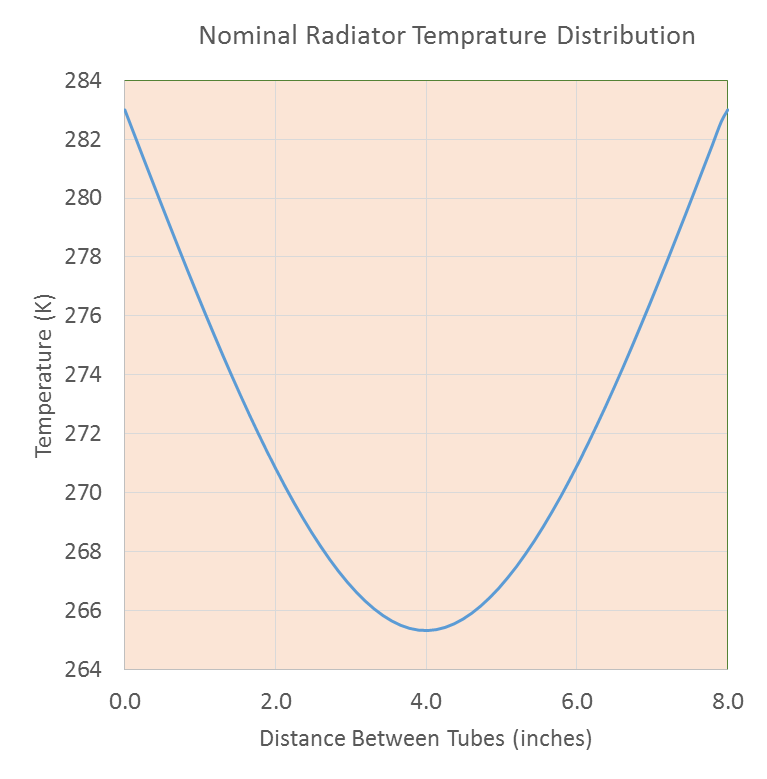 Nominal Radiator Temprature Distribution
284
282
280
278
276
274
272
270
268
266
264
Temperature (K)
0.0 2.0 4.0 6.0 8.0
Distance Between Tubes (inches)